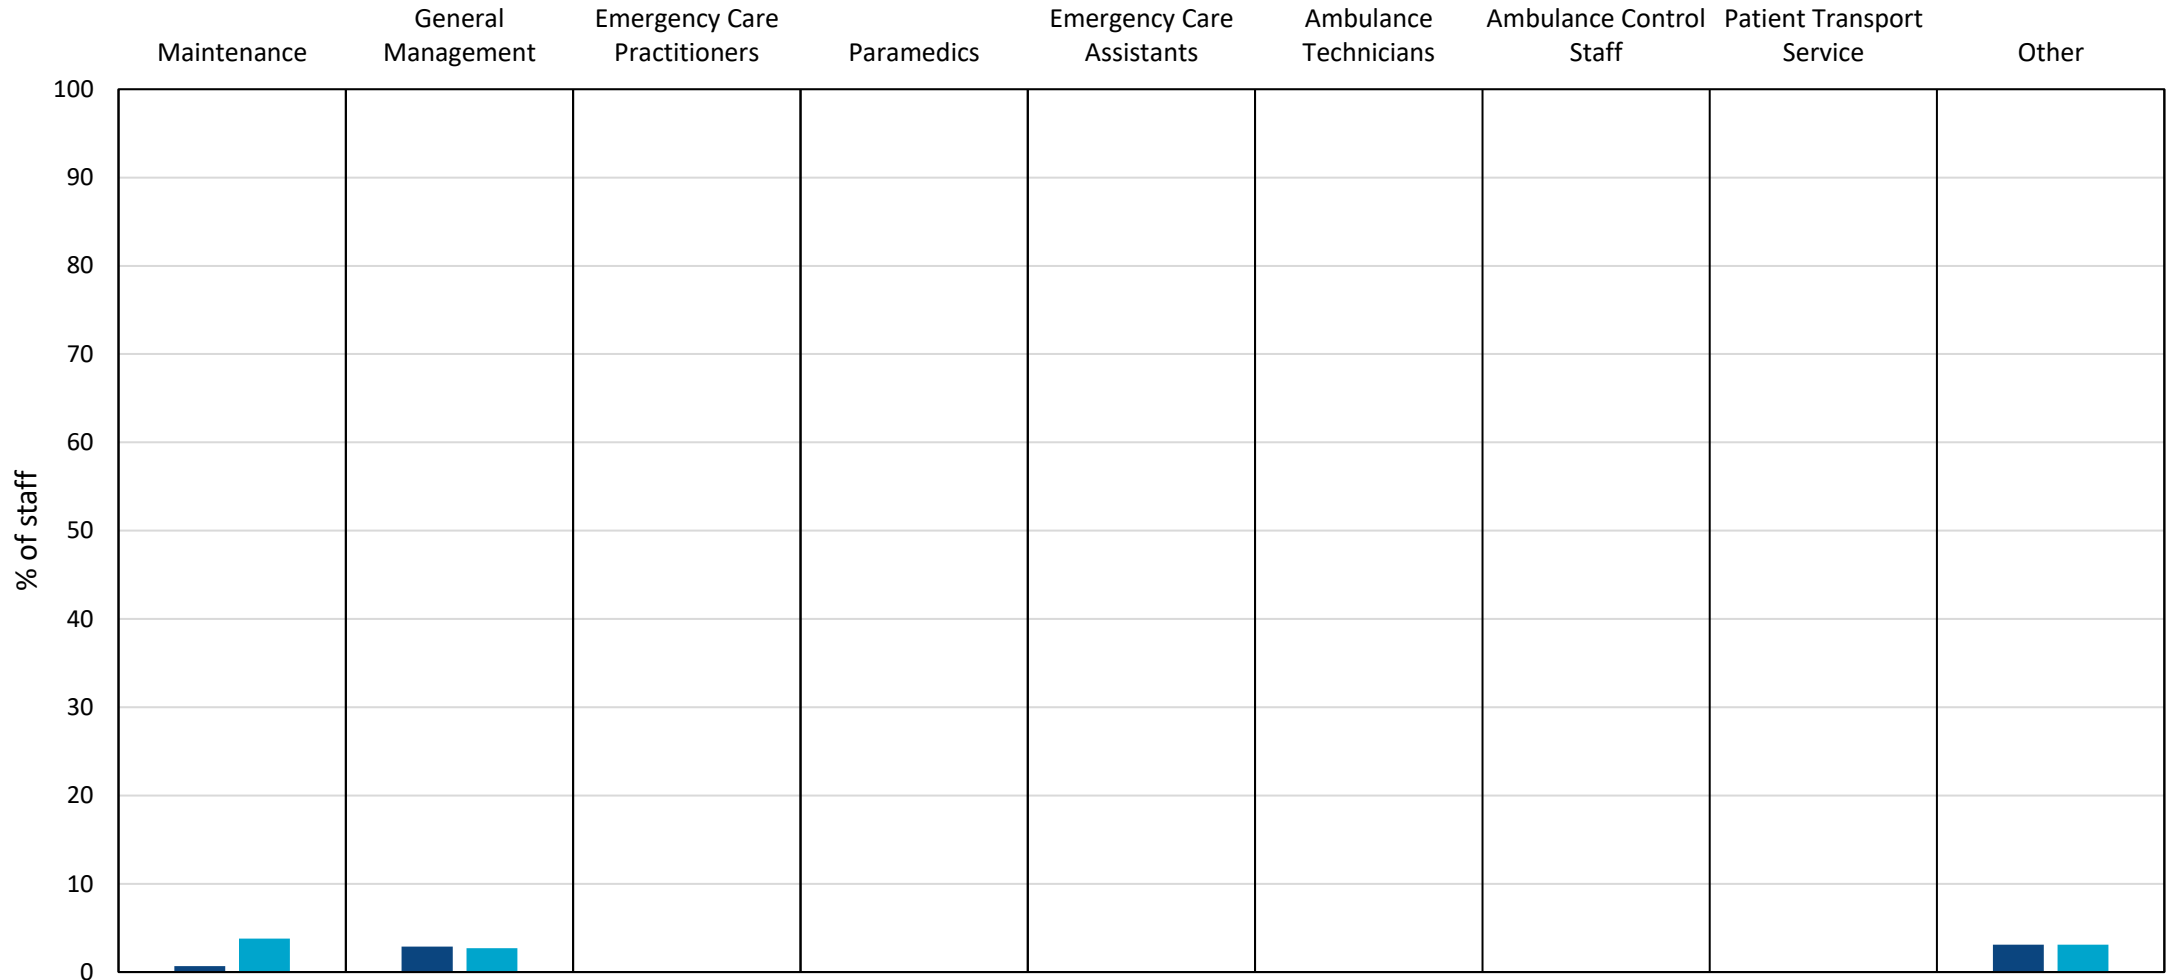 Maintenance
General
Management
Emergency Care
Practitioners
Paramedics
Emergency Care
Assistants
Ambulance
Technicians
Ambulance Control
Staff
Patient Transport
Service
Other
100
90
80
70
60
50
40
30
20
10
0
% of staff